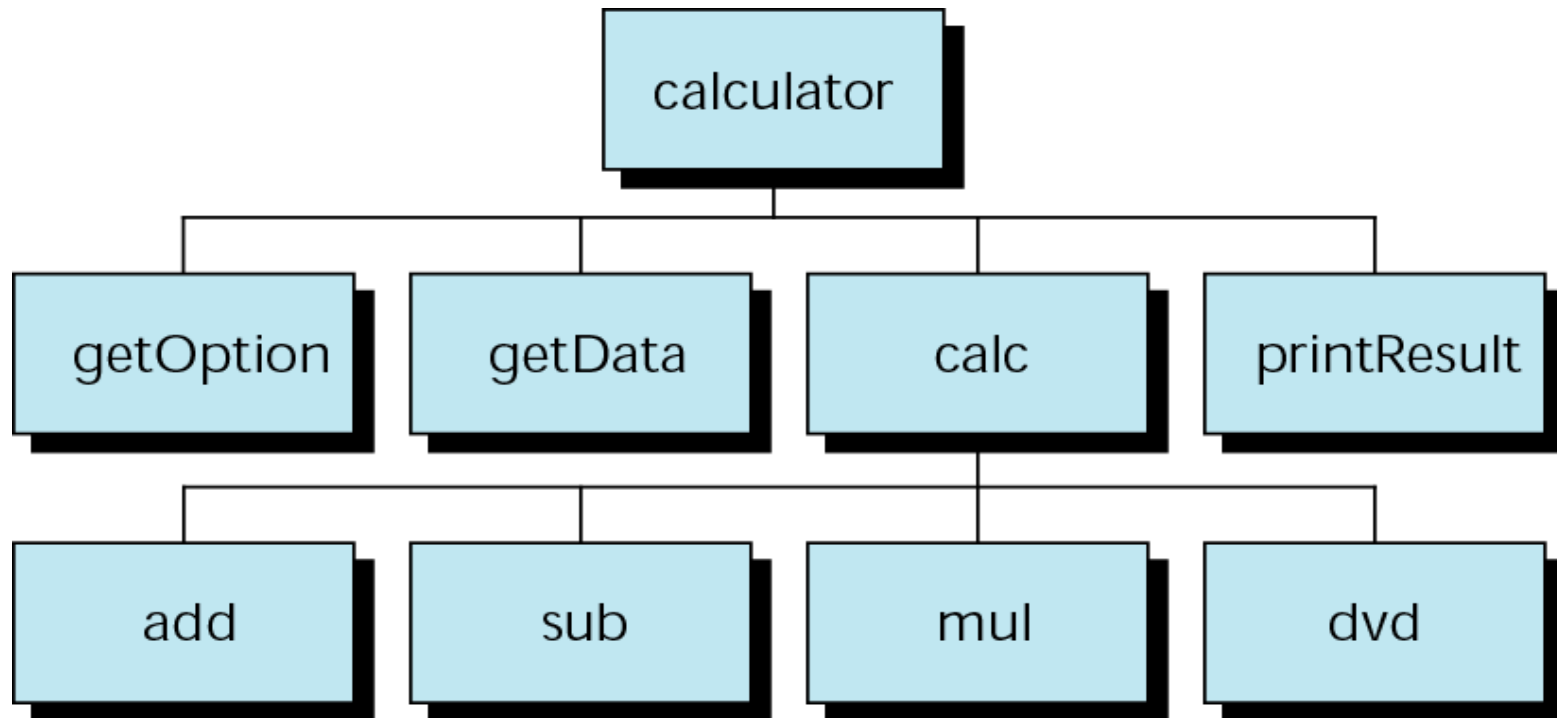 calculator
getOption
getData
calc
printResult
add
sub
mul
dvd